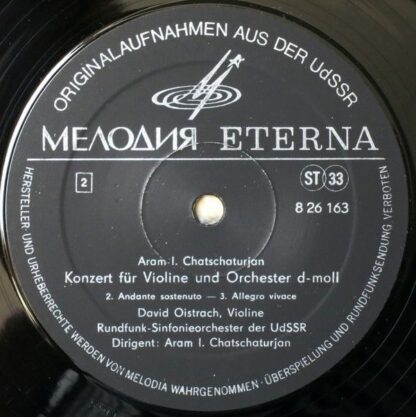 ORIGINALAUFNAHMEN AUS DER UdSSR
МЕЛОДИЯ ETERNA
2
ST 33
8 26 163
Aram I. Chatschaturjan
Konzert für Violine und Orchester d-moll
2. Andante sostenuto — 3. Allegro vivace
David Oistrach, Violine
Rundfunk-Sinfonieorchester der UdSSR
Dirigent: Aram I. Chatschaturjan
HERSTELLER- UND URHEBERRECHTE WERDEN VON MELODIA WAHRGENOMMEN · ÜBERSPIELUNG UND RUNDFUNKSENDUNG VERBOTEN